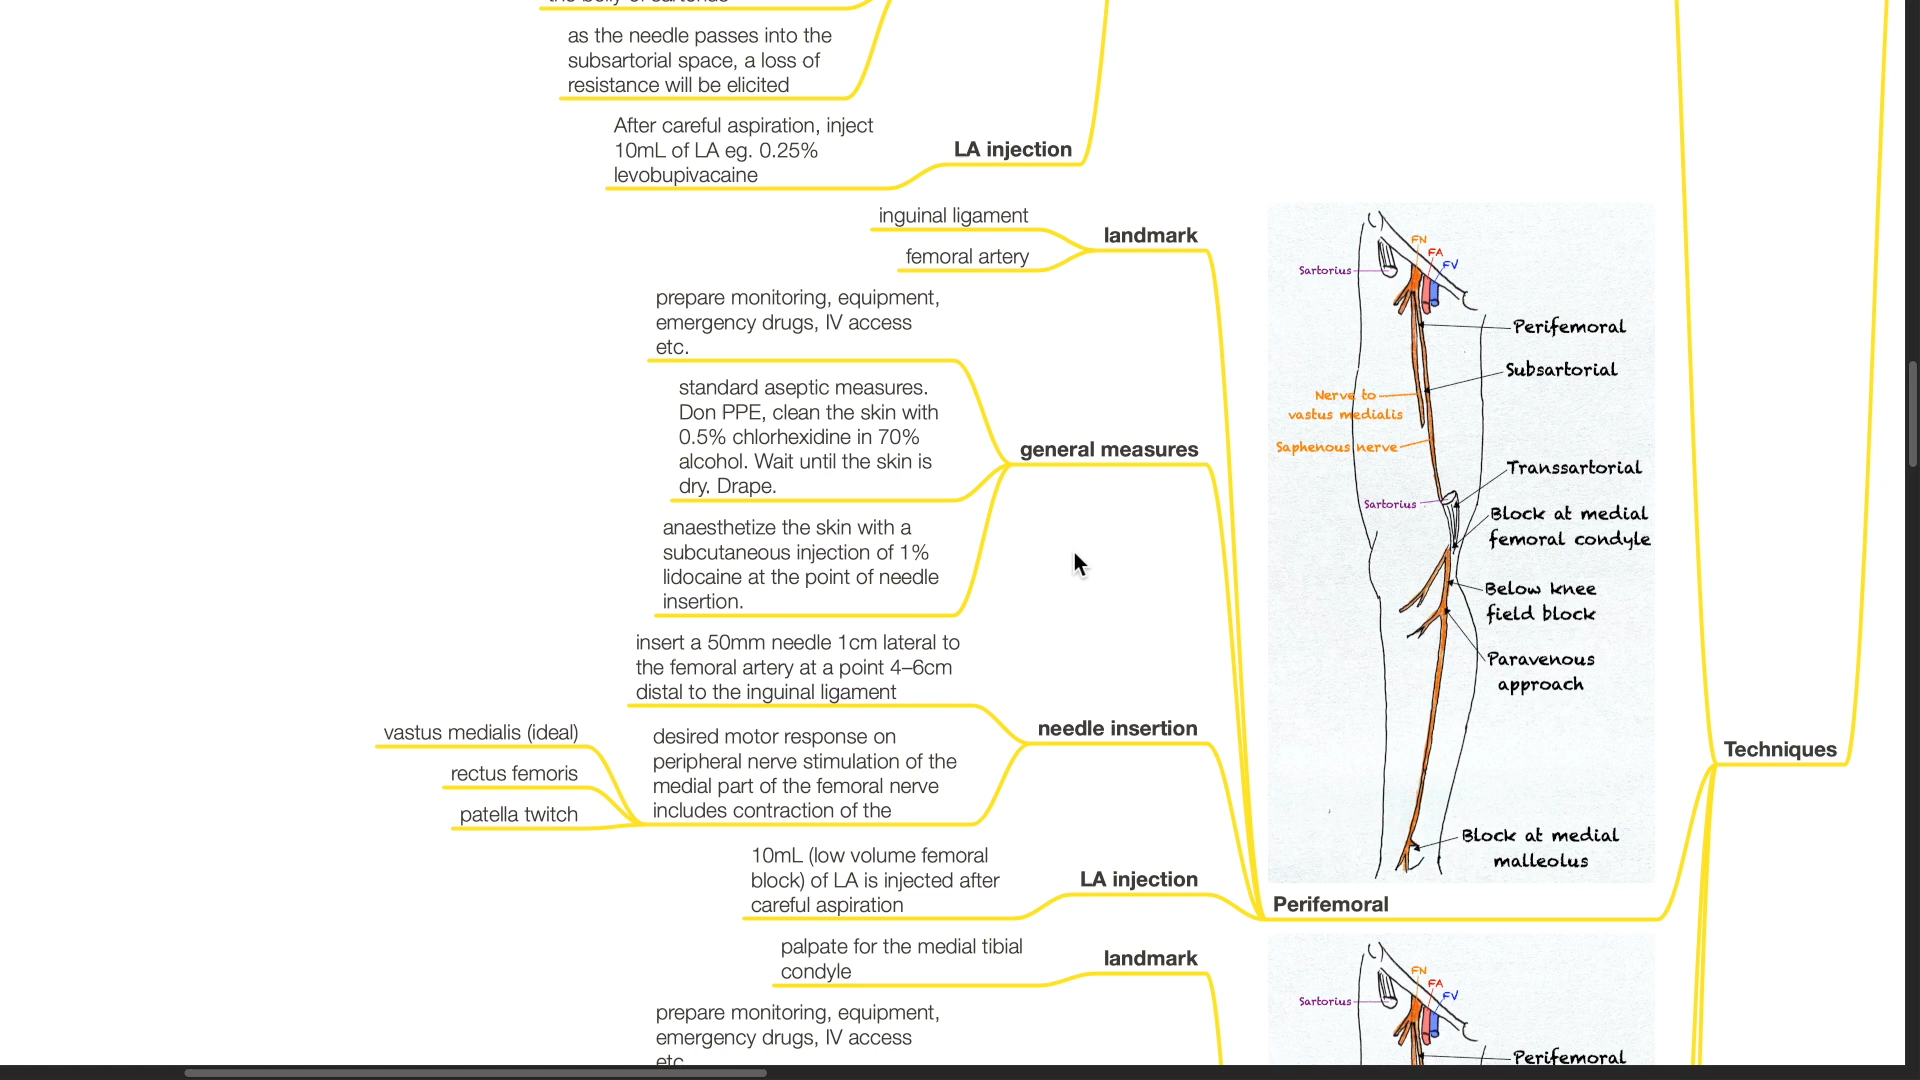 the belly of sartorius
as the needle passes into the
subsartorial space, a loss of
resistance will be elicited
After careful aspiration, inject
10mL of LA eg. 0.25%
levobupivacaine
LA injection
inguinal ligament
femoral artery
landmark
prepare monitoring, equipment,
emergency drugs, IV access
etc.
standard aseptic measures.
Don PPE, clean the skin with
0.5% chlorhexidine in 70%
alcohol. Wait until the skin is
dry. Drape.
anaesthetize the skin with a
subcutaneous injection of 1%
lidocaine at the point of needle
insertion.
general measures
insert a 50mm needle 1cm lateral to
the femoral artery at a point 4–6cm
distal to the inguinal ligament
vastus medialis (ideal)
rectus femoris
patella twitch
desired motor response on
peripheral nerve stimulation of the
medial part of the femoral nerve
includes contraction of the
needle insertion
10mL (low volume femoral
block) of LA is injected after
careful aspiration
LA injection
FN
FA
FV
Sartorius
Perifemoral
Subsartorial
Nerve to
vastus medialis
Saphenous nerve
Transsartorial
Sartorius
Block at medial
femoral condyle
Below knee
field block
Paravenous
approach
Block at medial
malleolus
Perifemoral
Techniques
palpate for the medial tibial
condyle
landmark
prepare monitoring, equipment,
emergency drugs, IV access
etc
FN
FA
FV
Sartorius
Perifemoral